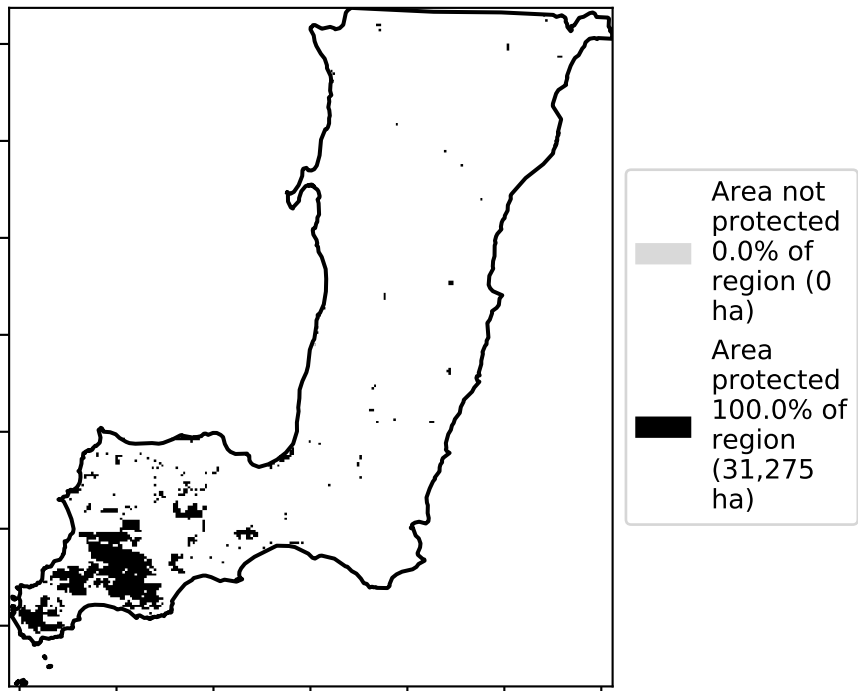 Area not
protected
0.0% of
region (0
ha)
Area
protected
100.0% of
region
(31,275
ha)